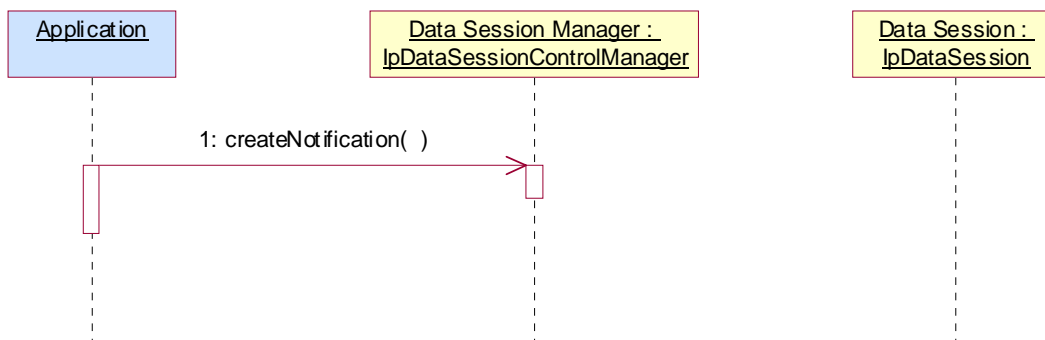 Application
Data Session Manager :
IpDataSessionControlManager
Data Session :
IpDataSession
1: createNotification( )